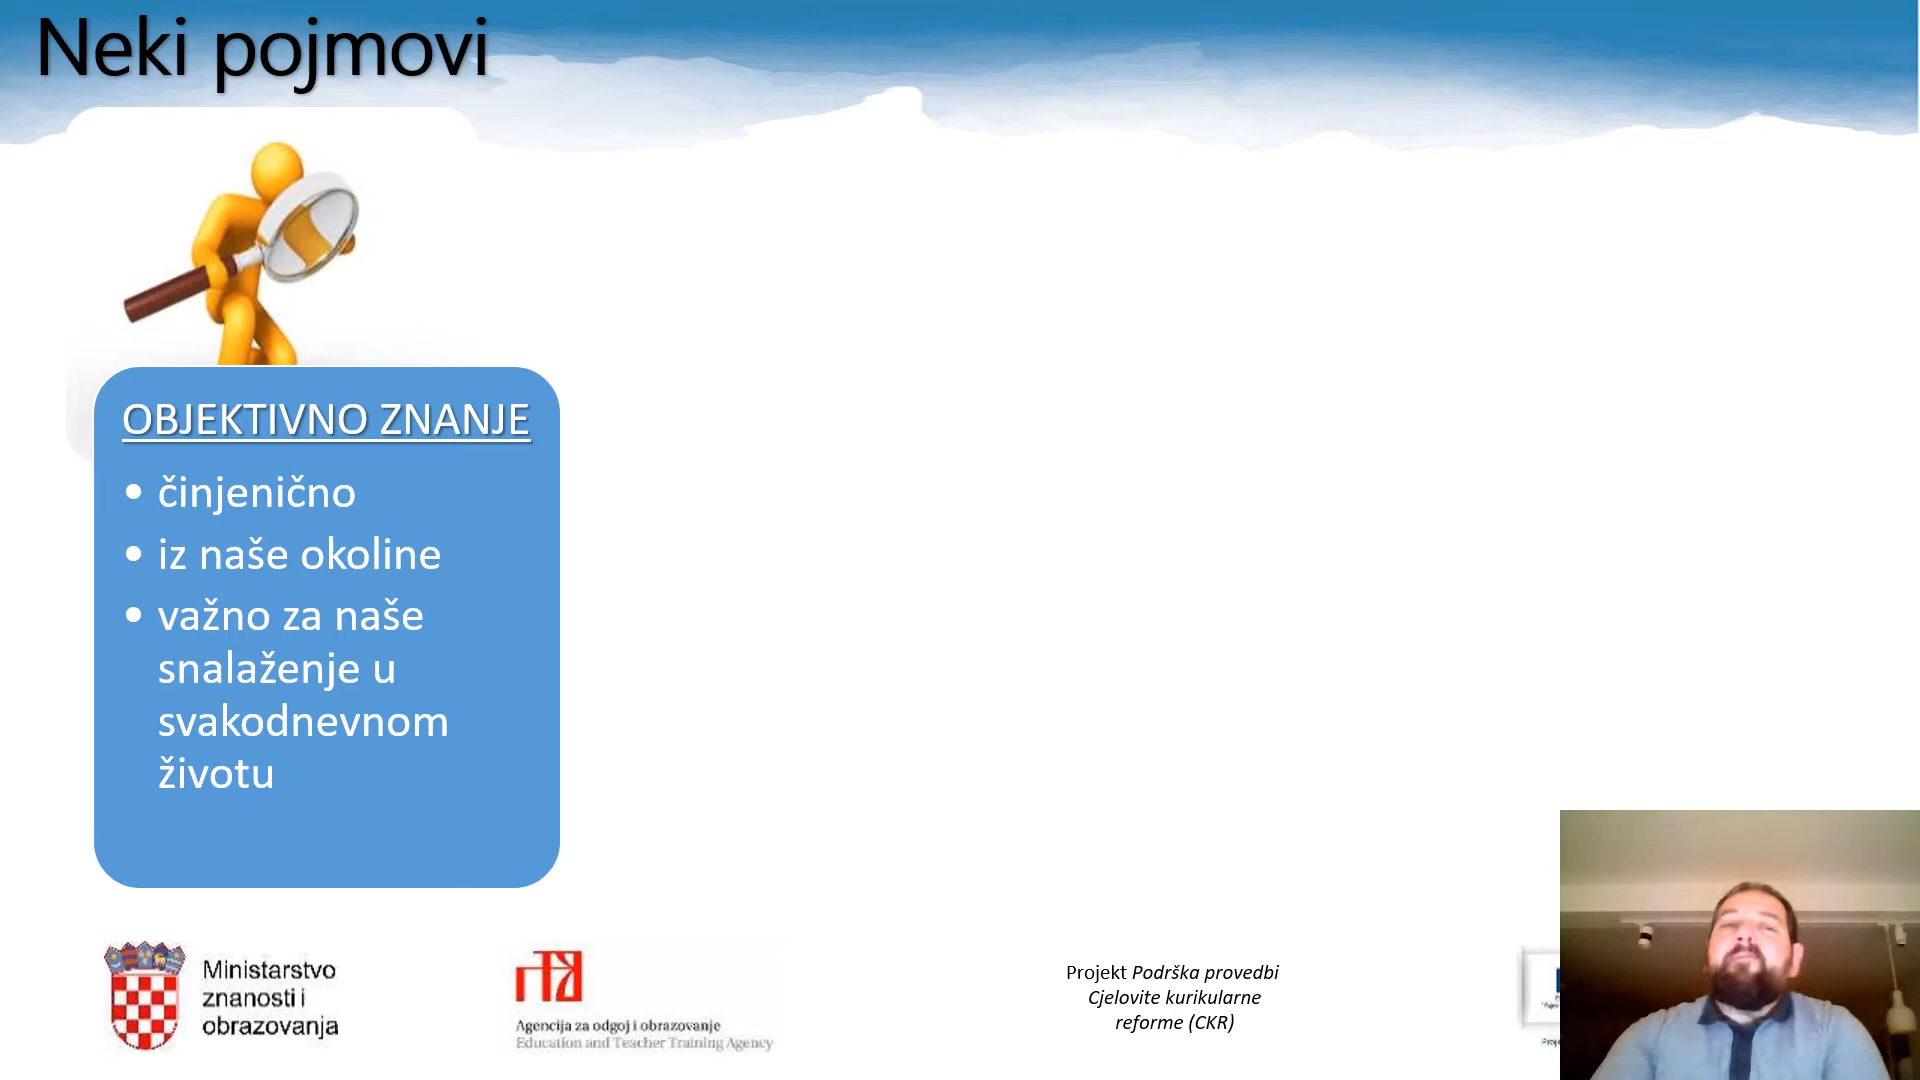 Neki pojmovi
OBJEKTIVNO ZNANJE
• činjenično
• iz naše okoline
• važno za naše
snalaženje u
svakodnevnom
životu
Ministarstvo
znanosti i
obrazovanja
Agencija za odgoj i obrazovanje
Education and Teacher Training Agency
Projekt Podrška provedbi
Cjelovite kurikularne
reforme (CKR)